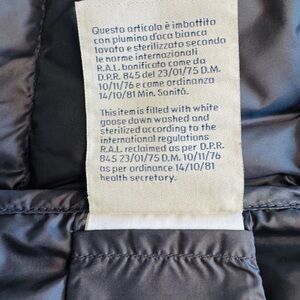 Questo articolo è imbottito
con piumino d'oca bianca
lavato e sterilizzato secondo
le norme internazionali
R.A.L. bonificato come da
D.P.R. 845 del 23/01/75 D.M.
10/11/76 e come ordinanza
14/10/81 Min. Sanità.
This item is filled with white
goose down washed and
sterilized according to the
international regulations
R.A.L. reclaimed as per D.P.R.
845 23/01/75 D.M. 10/11/76
as per ordinance 14/10/81
health secretary.